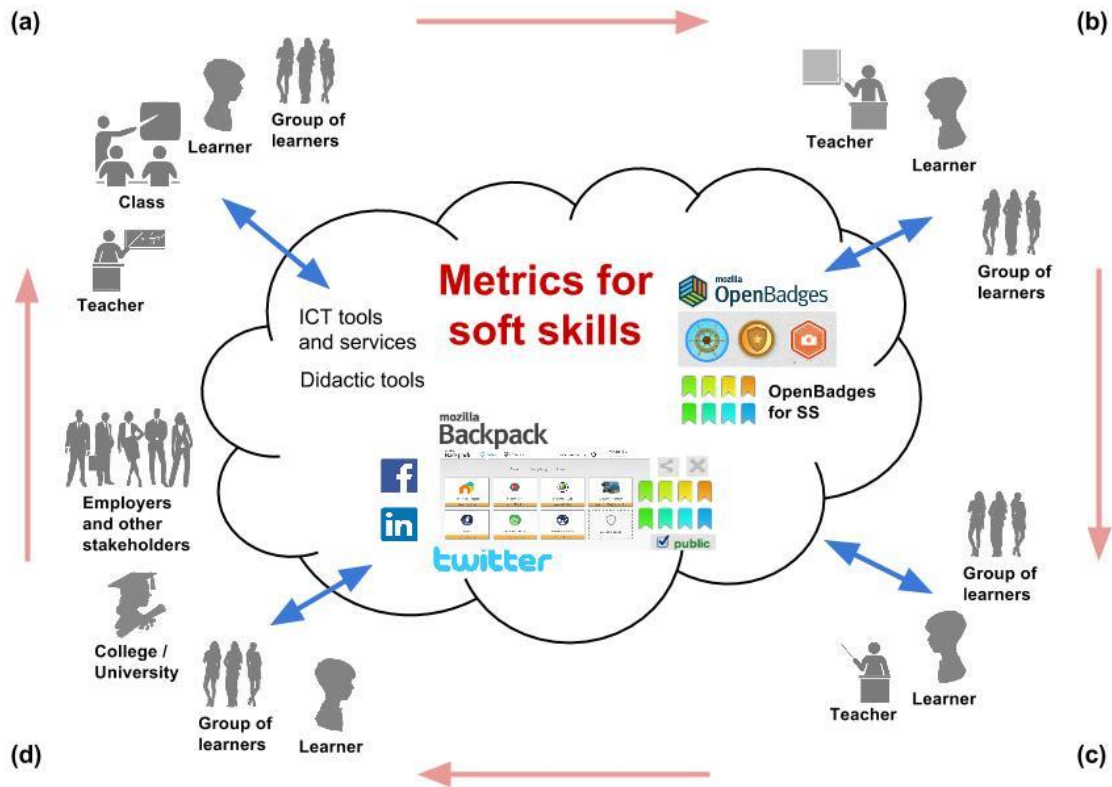 (a)
(b)
Learner
Group of
learners
Class
Teacher
Teacher
Learner
Group of
learners
Metrics for
soft skills
ICT tools
and services
Didactic tools
mozilla
OpenBadges
OpenBadges
for SS
mozilla
Backpack
f
in
twitter
public
Employers
and other
stakeholders
College /
University
Group of
learners
Learner
Group of
learners
Learner
Teacher
(d)
(c)